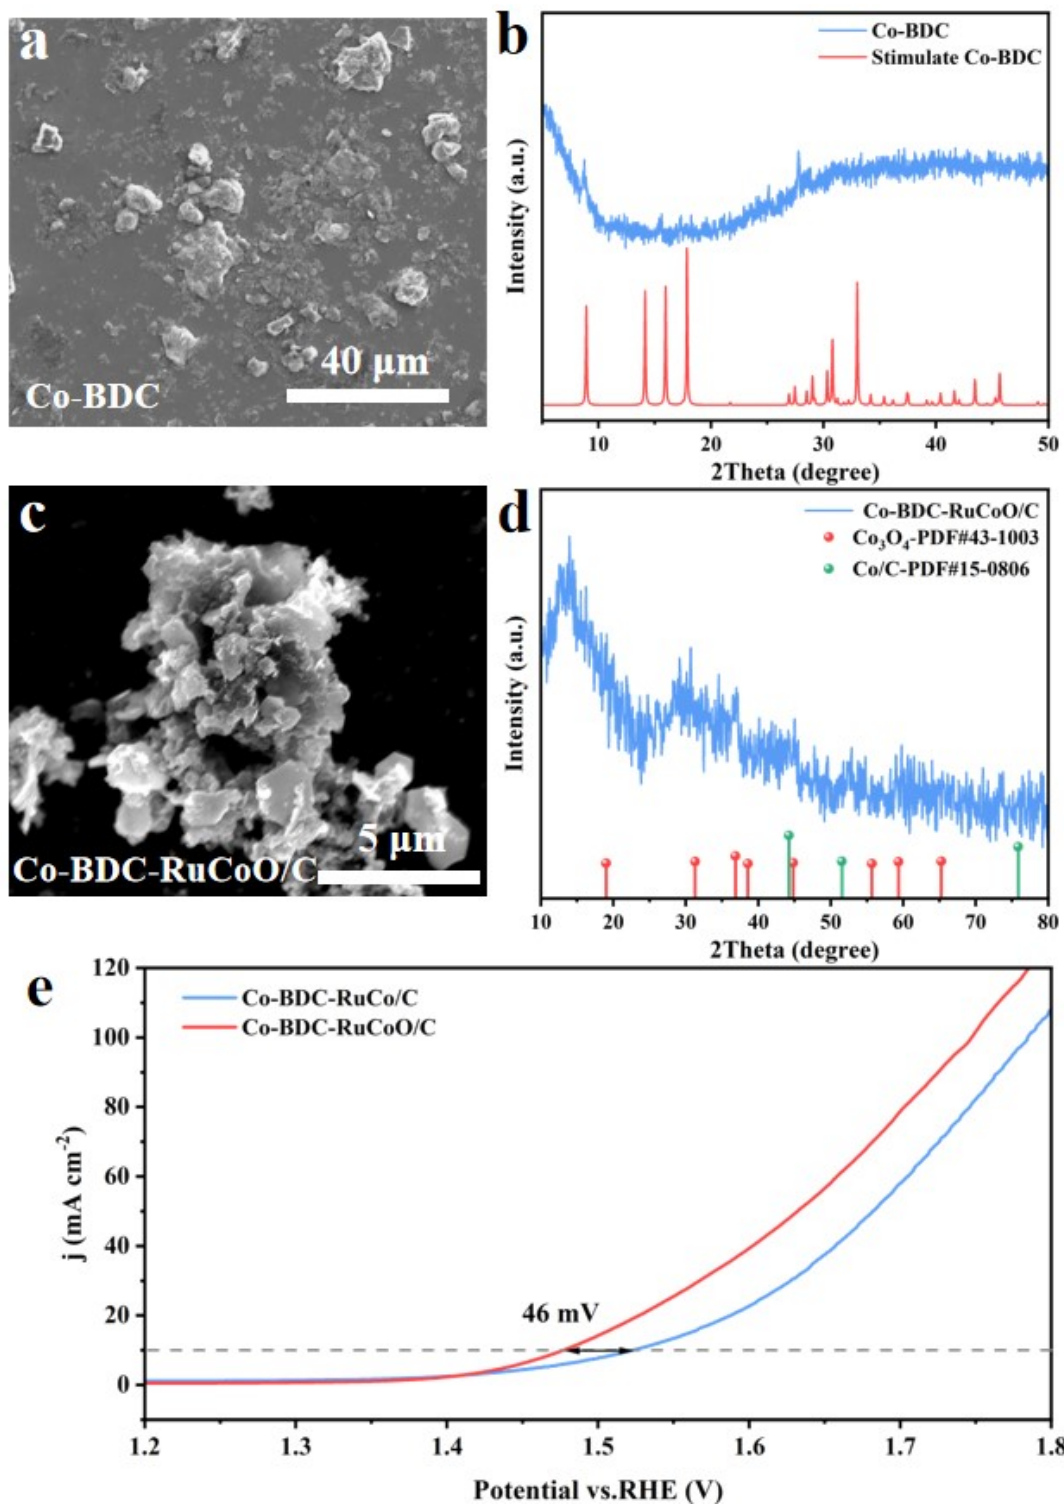 a
40 μm
Co-BDC
b
Co-BDC
Stimulate Co-BDC
Intensity (a.u.)
10 20 30 40 50
2Theta (degree)
c
5 μm
Co-BDC-RuCoO/C
d
Co-BDC-RuCoO/C
Co₃O₄-PDF#43-1003
Co/C-PDF#15-0806
Intensity (a.u.)
10 20 30 40 50 60 70 80
2Theta (degree)
e
Co-BDC-RuCo/C
Co-BDC-RuCoO/C
j (mA cm⁻²)
120
100
80
60
40
20
0
46 mV
1.2 1.3 1.4 1.5 1.6 1.7 1.8
Potential vs.RHE (V)